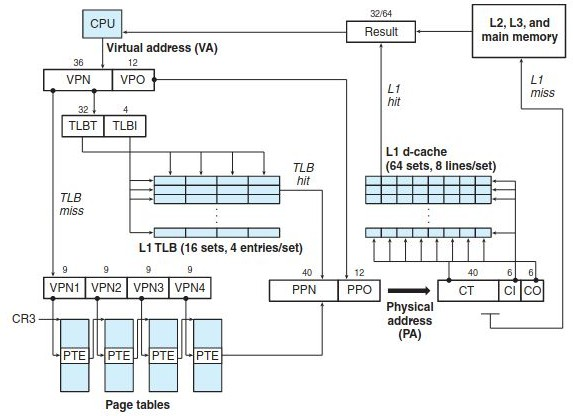 CPU
32/64
Result
L2, L3, and
main memory
Virtual address (VA)
36 12
VPN VPO
L1
hit
L1
miss
32 4
TLBT TLBI
L1 d-cache
(64 sets, 8 lines/set)
TLB
hit
TLB
miss
. . .
. . .
L1 TLB (16 sets, 4 entries/set)
9 9 9 9
VPN1 VPN2 VPN3 VPN4
40 12
PPN PPO
40 6 6
CT CI CO
Physical
address
(PA)
CR3
PTE PTE PTE PTE
Page tables